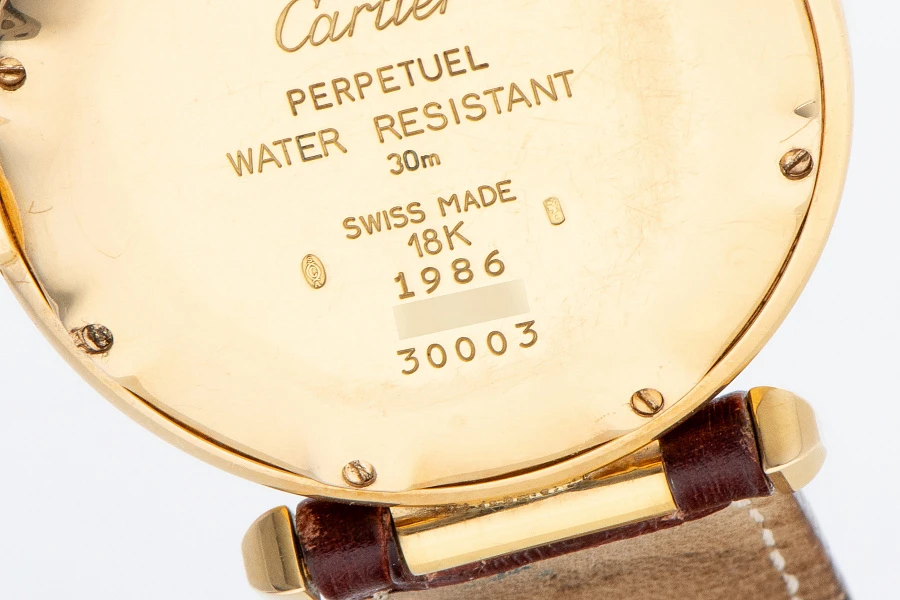 Cartier
PERPETUEL
WATER RESISTANT
30m
SWISS MADE
18K
1986
30003